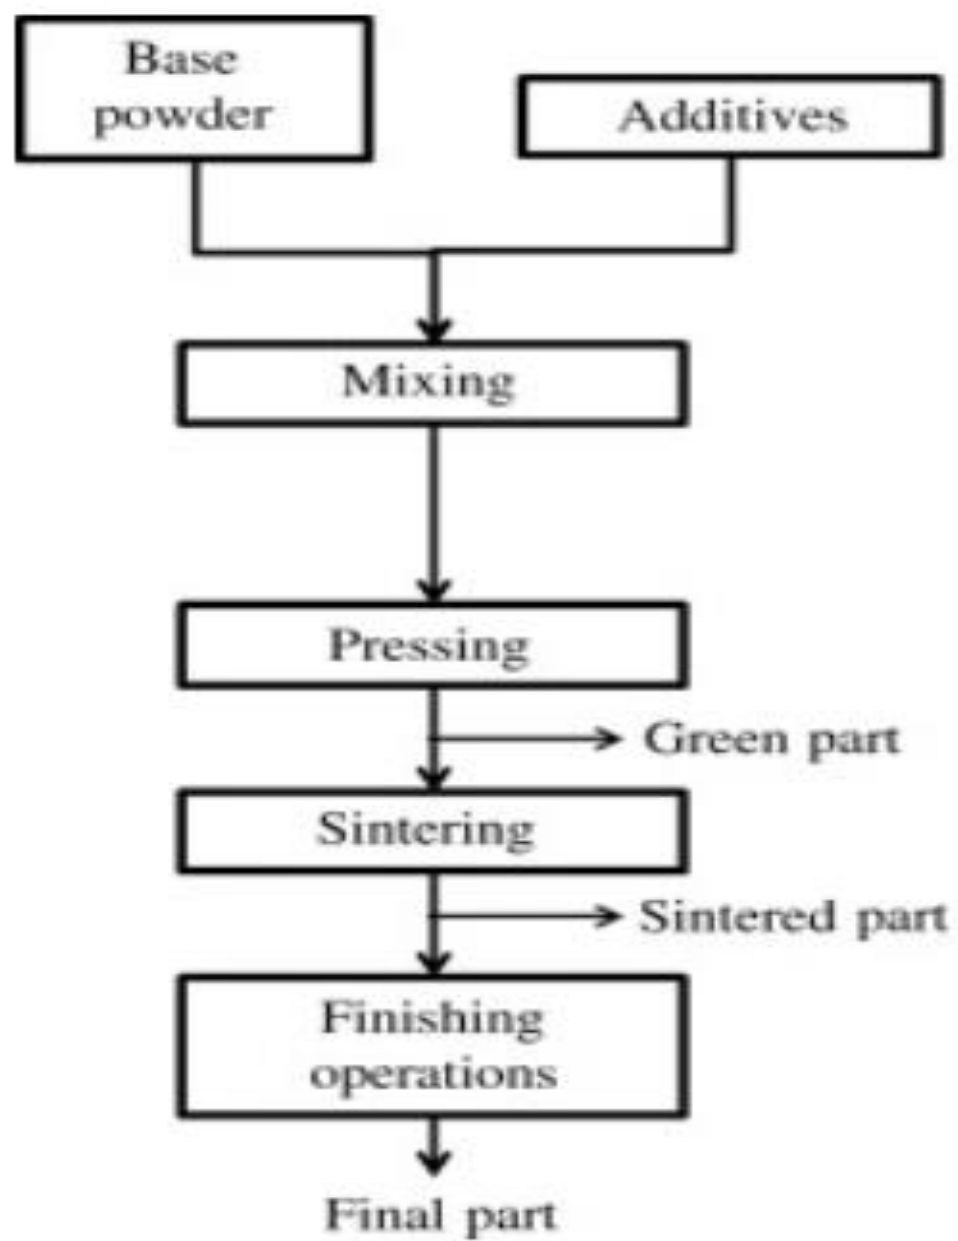 Base
powder
Additives
Mixing
Pressing
Green part
Sintering
Sintered part
Finishing
operations
Final part